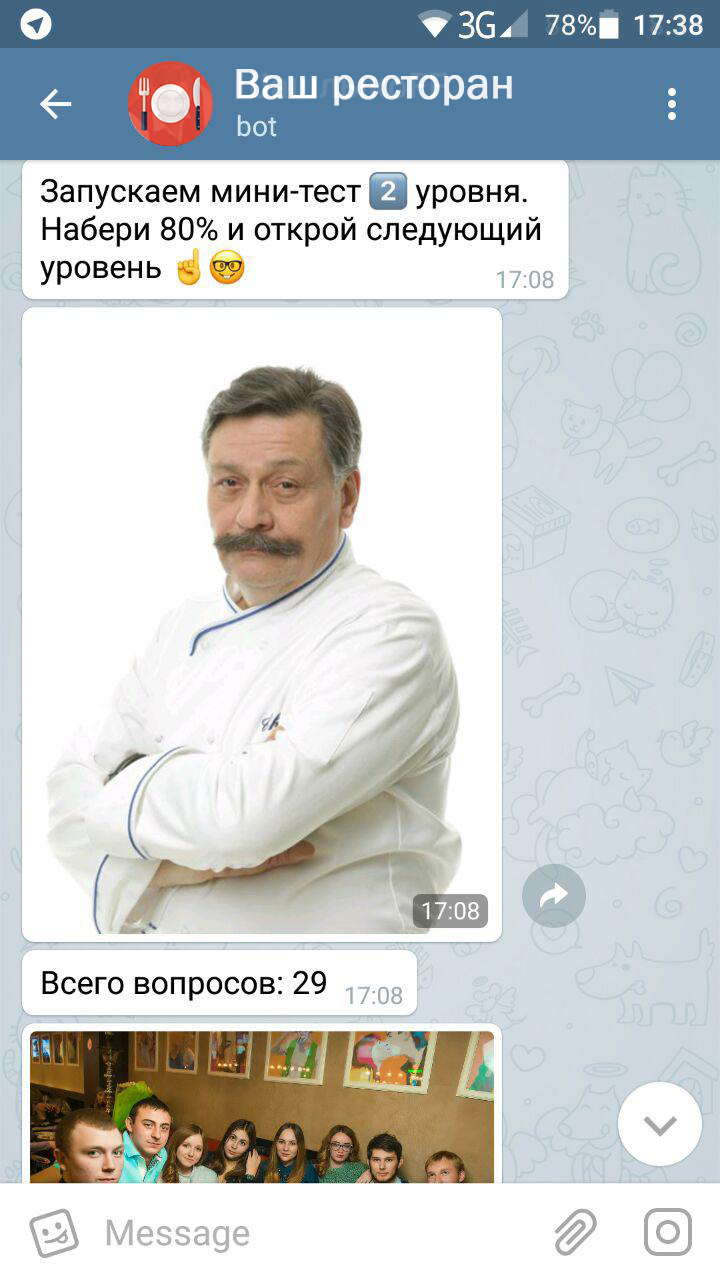 3G 78% 17:38
Ваш ресторан
bot
Запускаем мини-тест 2 уровня.
Набери 80% и открой следующий
уровень ☝🤓
17:08
17:08
Всего вопросов: 29 17:08
Message